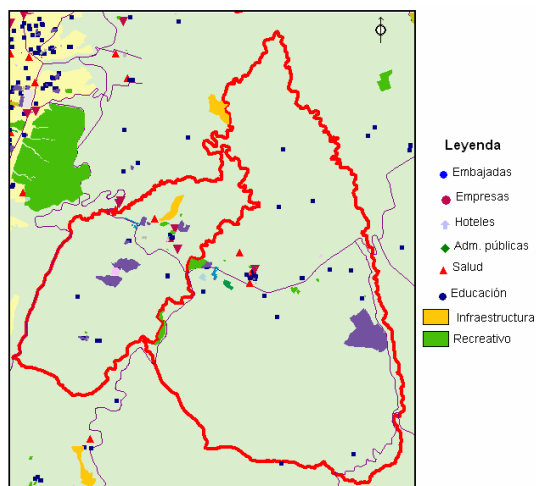 Leyenda
Embajadas
Empresas
Hoteles
Adm. públicas
Salud
Educación
Infraestructura
Recreativo